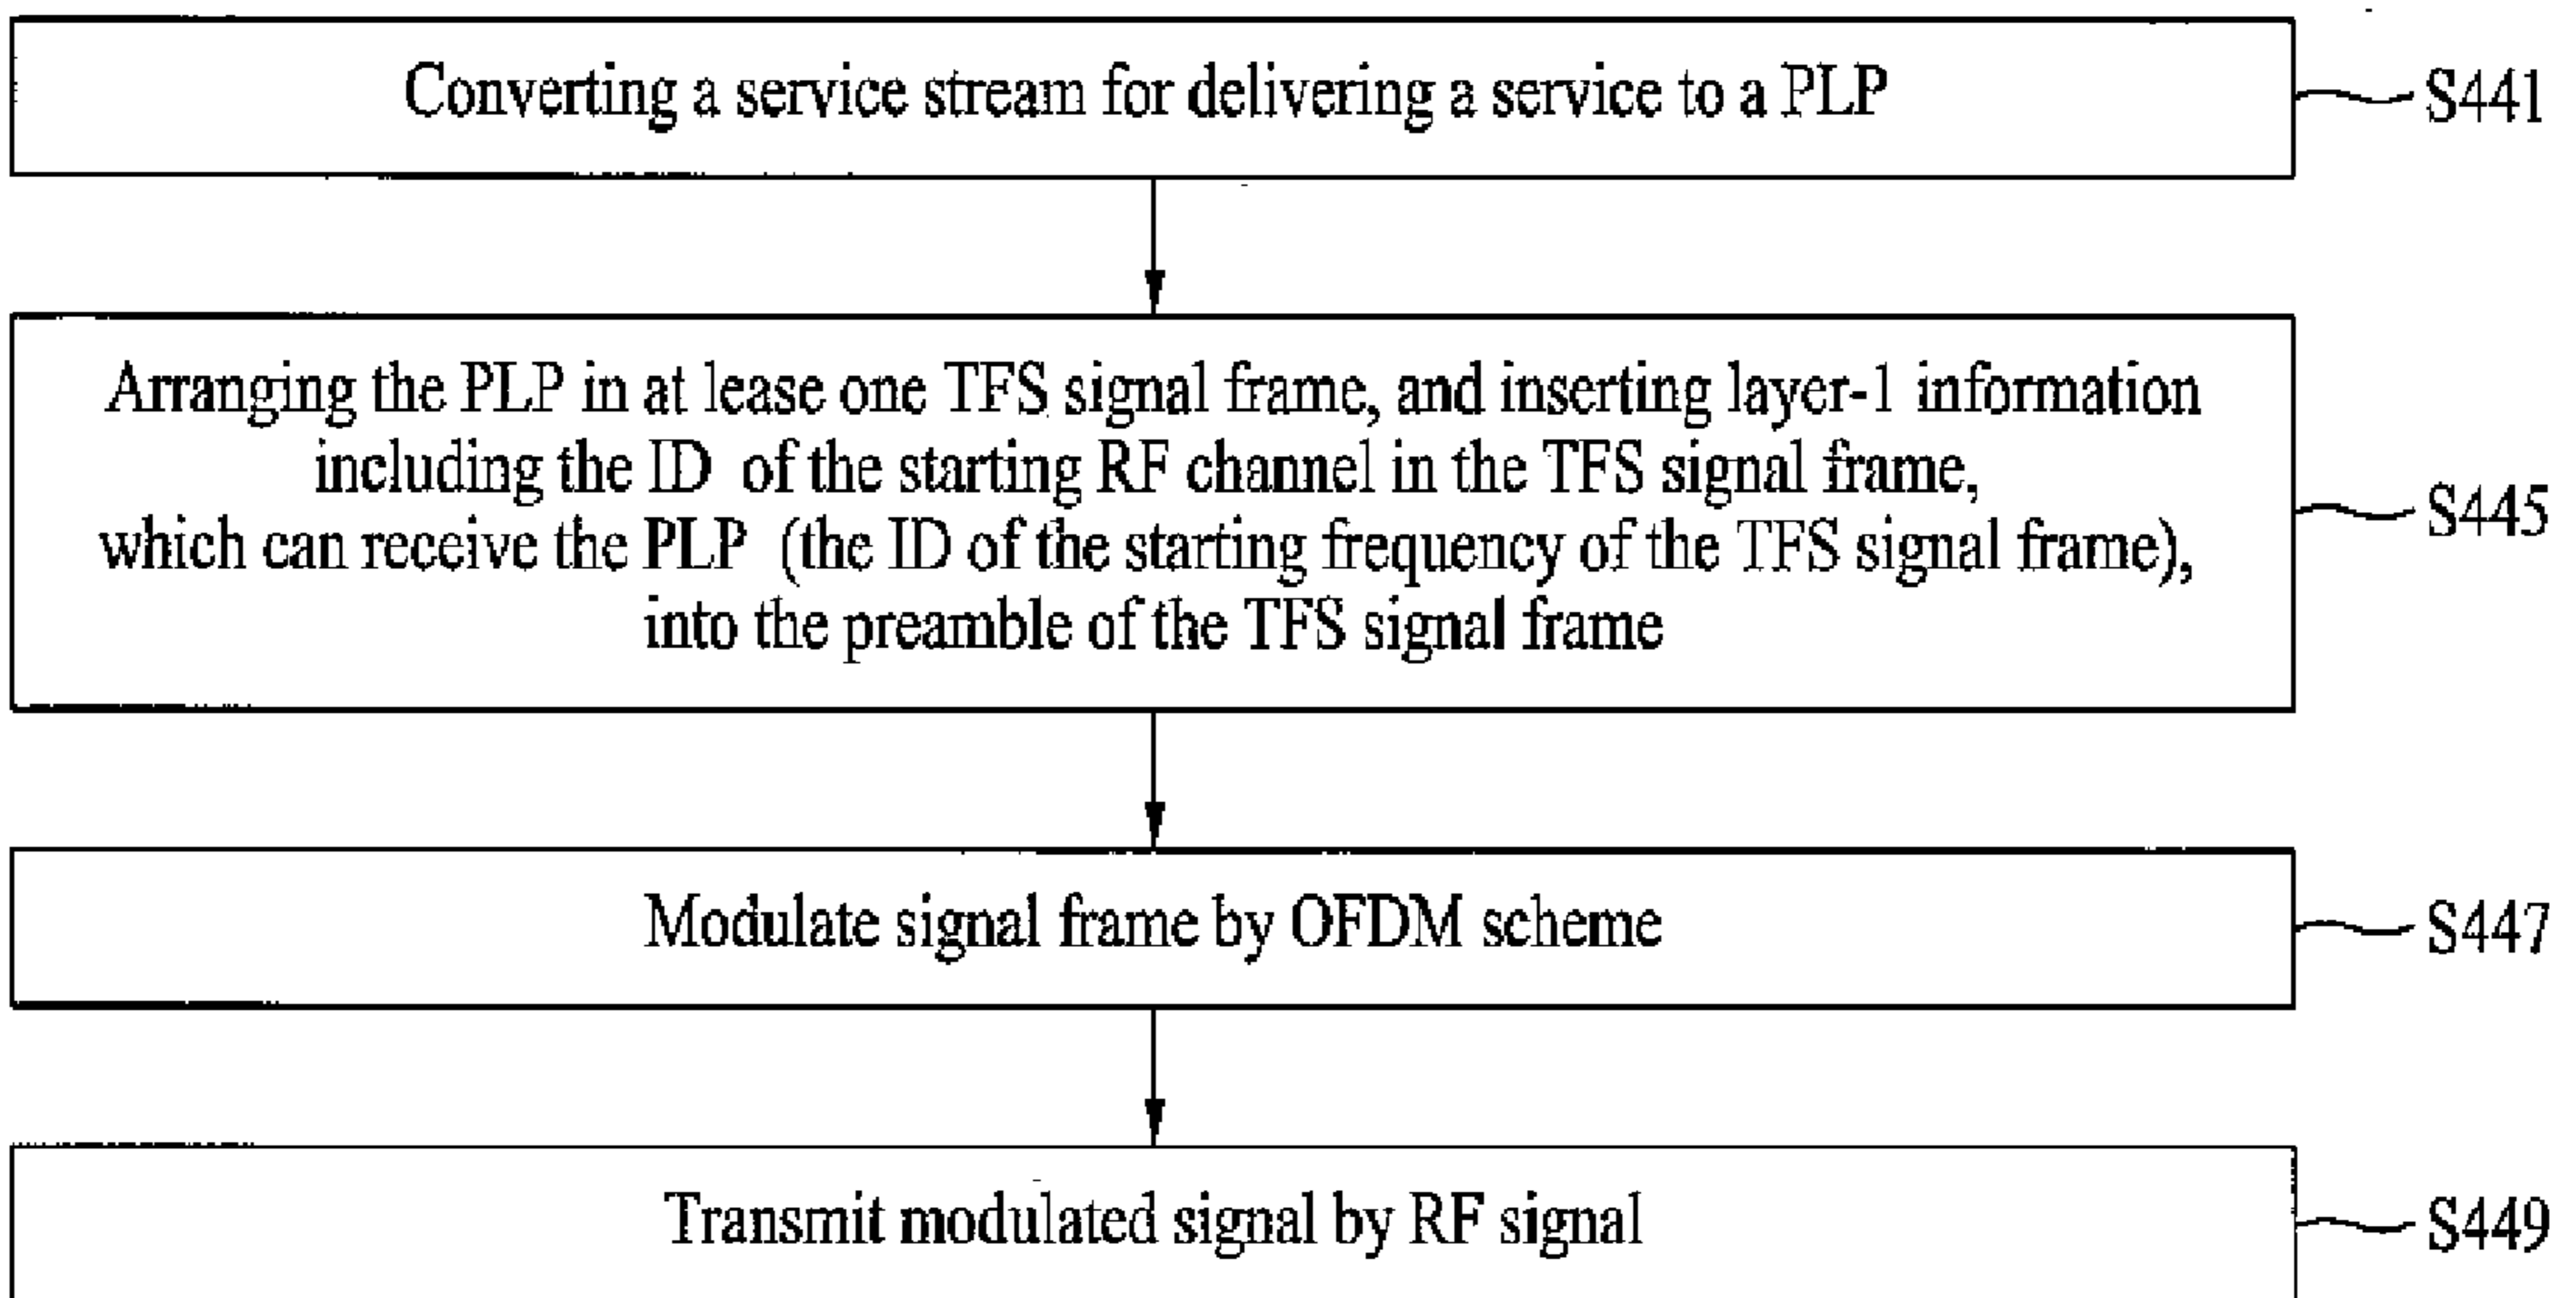 Converting a service stream for delivering a service to a PLP
S441
Arranging the PLP in at lease one TFS signal frame, and inserting layer-1 information
including the ID of the starting RF channel in the TFS signal frame,
which can receive the PLP (the ID of the starting frequency of the TFS signal frame),
into the preamble of the TFS signal frame
S445
Modulate signal frame by OFDM scheme
S447
Transmit modulated signal by RF signal
S449